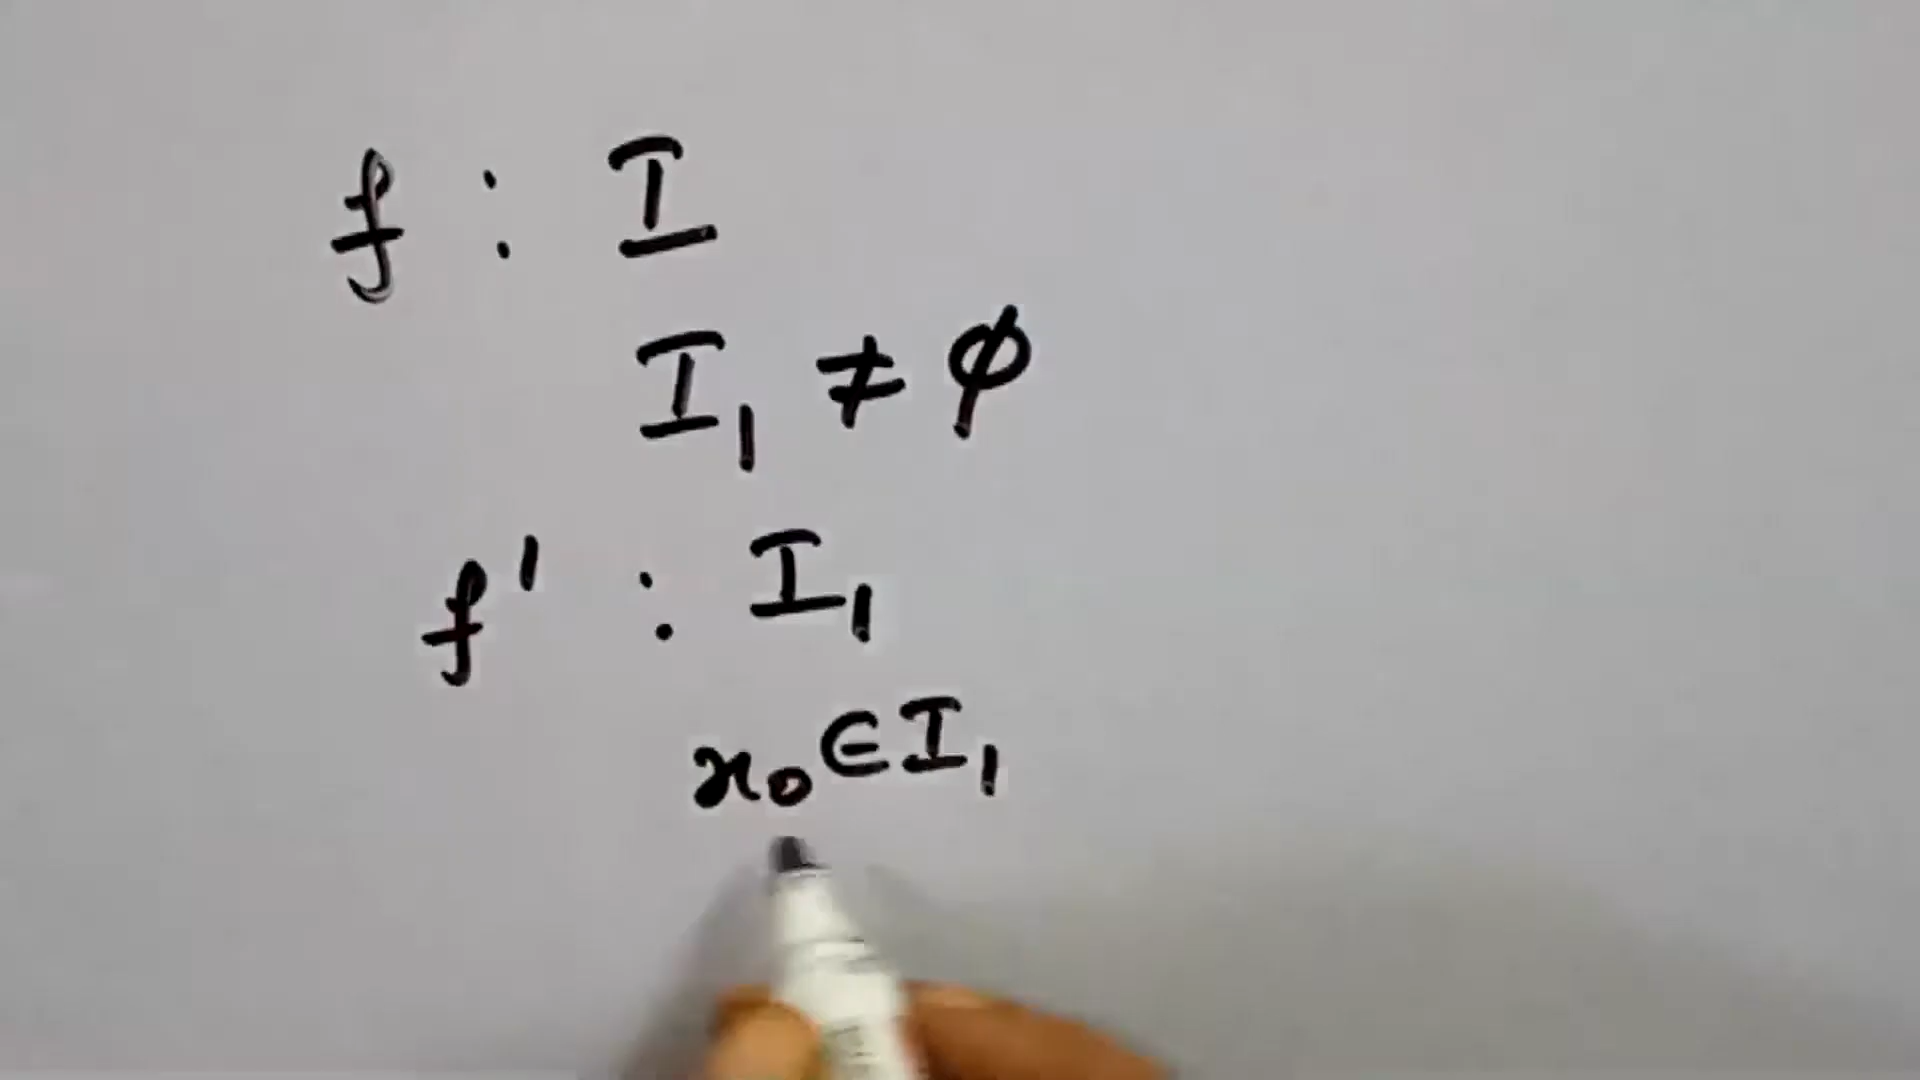 f : I
I₁ ≠ ϕ
f' : I₁
x₀ ∈ I₁